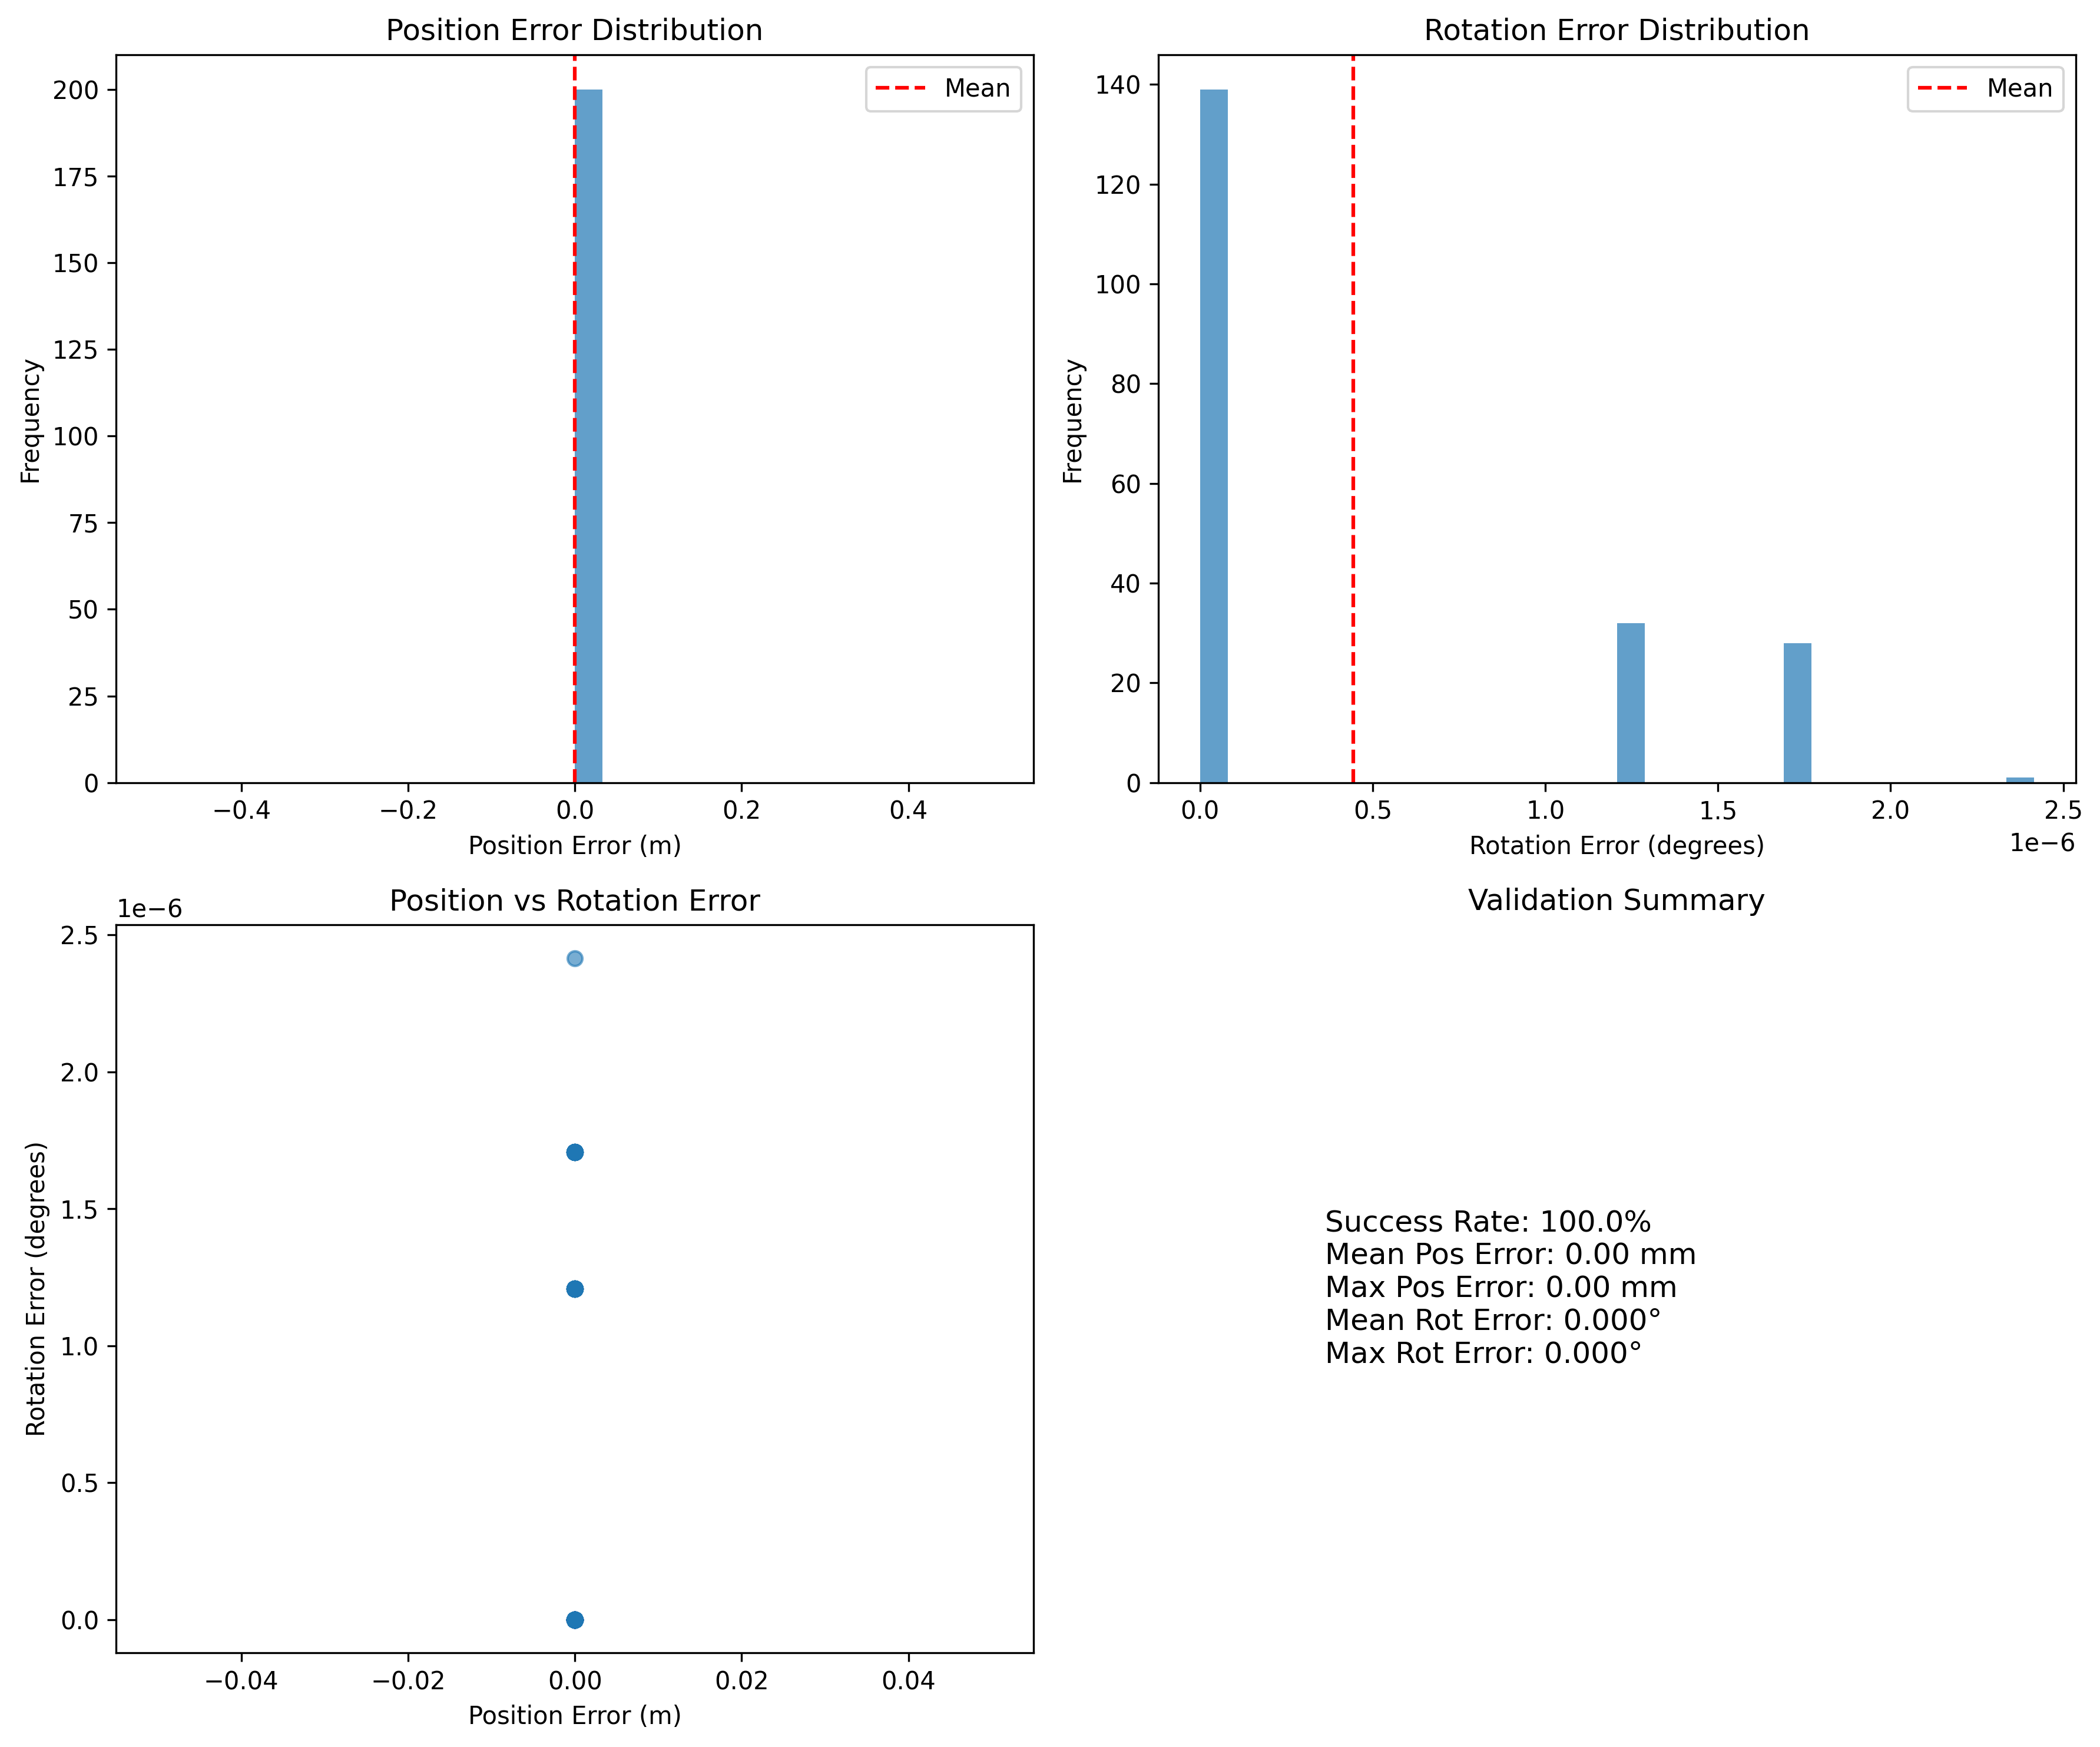 Position Error Distribution
200
175
150
125
100
75
50
25
0
Frequency
Mean
−0.4
−0.2
0.0
0.2
0.4
Position Error (m)
Rotation Error Distribution
140
120
100
80
60
40
20
0
Frequency
Mean
0.0
0.5
1.0
1.5
2.0
2.5
1e−6
Rotation Error (degrees)
Position vs Rotation Error
1e−6
2.5
2.0
1.5
1.0
0.5
0.0
Rotation Error (degrees)
−0.04
−0.02
0.00
0.02
0.04
Position Error (m)
Validation Summary
Success Rate: 100.0%
Mean Pos Error: 0.00 mm
Max Pos Error: 0.00 mm
Mean Rot Error: 0.000°
Max Rot Error: 0.000°